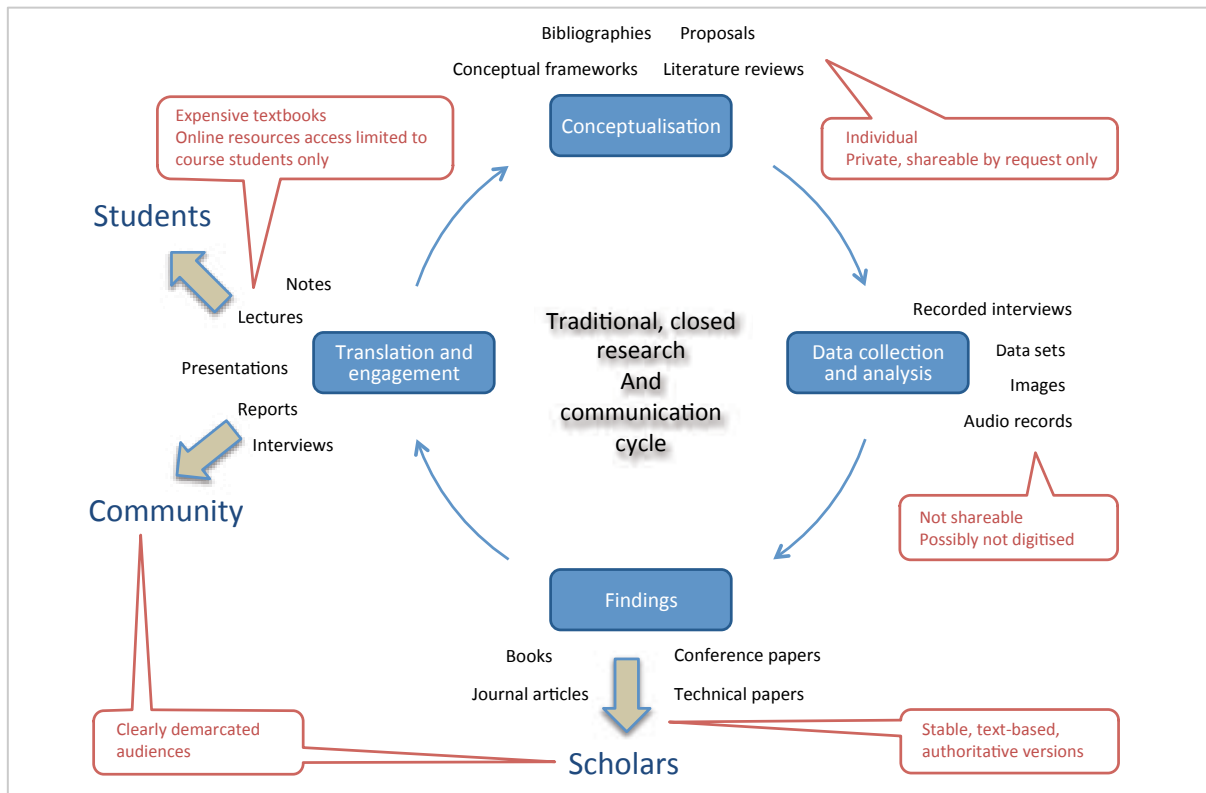 Bibliographies Proposals
Conceptual frameworks Literature reviews
Conceptualisation
Expensive textbooks
Online resources access limited to
course students only
Individual
Private, shareable by request only
Students
Notes
Lectures
Presentations
Reports
Interviews
Translation and
engagement
Traditional, closed
research
And
communication
cycle
Data collection
and analysis
Recorded interviews
Data sets
Images
Audio records
Not shareable
Possibly not digitised
Community
Findings
Books Conference papers
Journal articles Technical papers
Clearly demarcated
audiences
Scholars
Stable, text-based,
authoritative versions